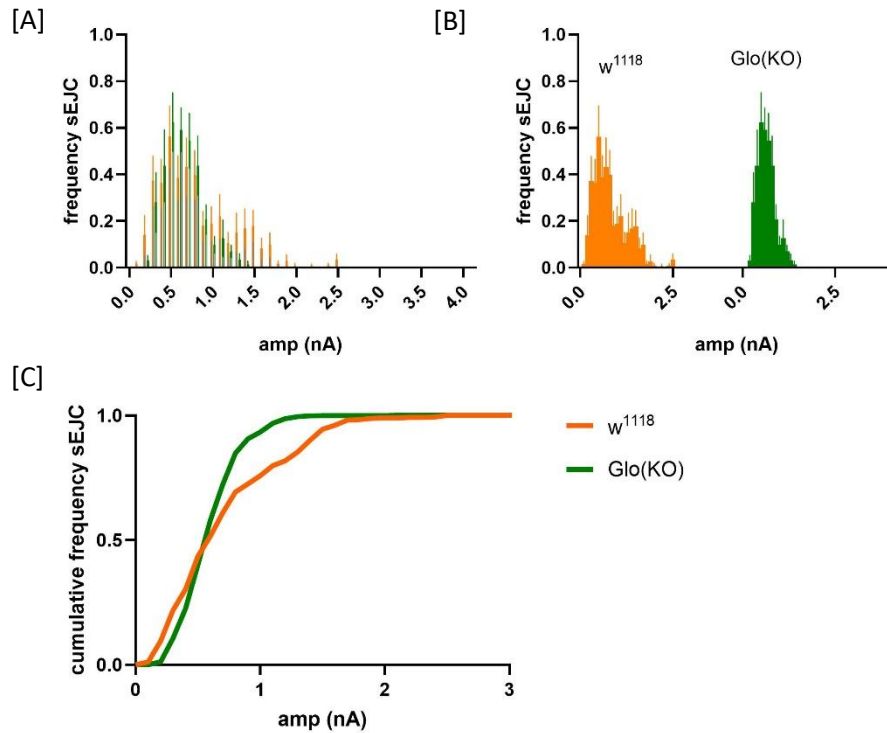 [A]
frequency sEJC
1.0
0.8
0.6
0.4
0.2
0.0
0.0 0.5 1.0 1.5 2.0 2.5 3.0 3.5 4.0
amp (nA)
[B]
frequency sEJC
1.0
0.8
0.6
0.4
0.2
0.0
w1118
Glo(KO)
0.0 2.5 0.0 2.5
amp (nA)
[C]
cumulative frequency sEJC
1.0
0.5
0.0
0 1 2 3
amp (nA)
w1118
Glo(KO)